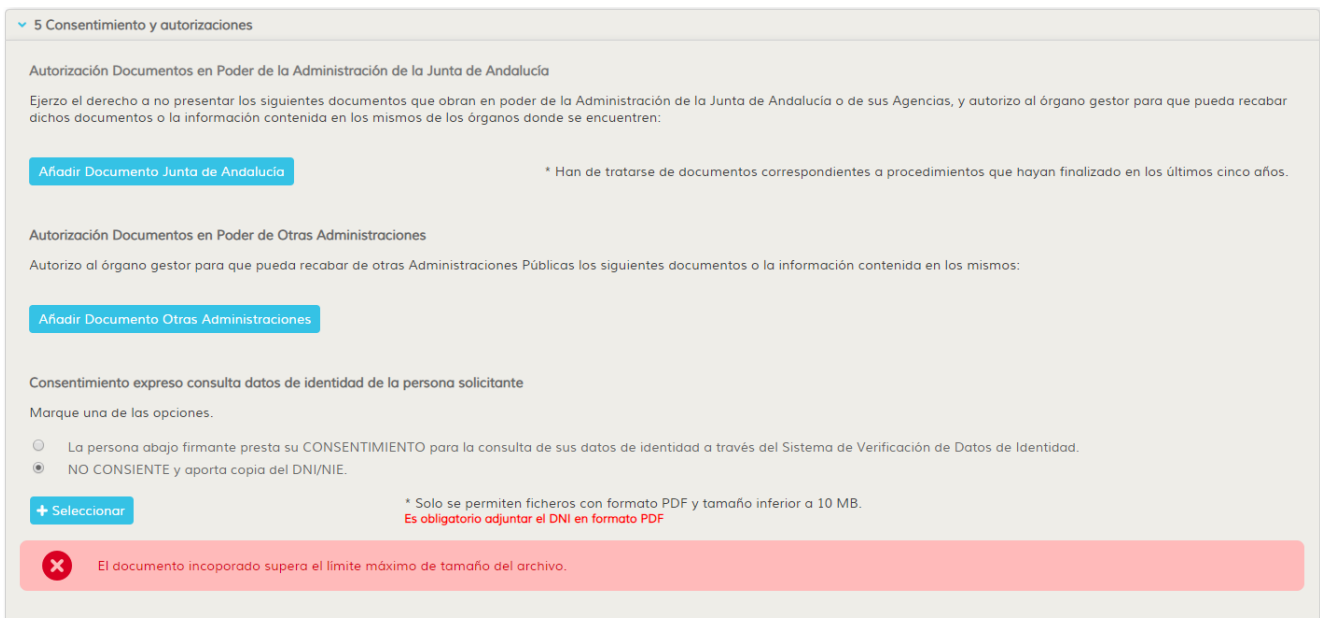 5 Consentimiento y autorizaciones
Autorización Documentos en Poder de la Administración de la Junta de Andalucía
Ejerzo el derecho a no presentar los siguientes documentos que obran en poder de la Administración de la Junta de Andalucía o de sus Agencias, y autorizo al órgano gestor para que pueda recabar
dichos documentos o la información contenida en los mismos de los órganos donde se encuentren:
Añadir Documento Junta de Andalucía
* Han de tratarse de documentos correspondientes a procedimientos que hayan finalizado en los últimos cinco años.
Autorización Documentos en Poder de Otras Administraciones
Autorizo al órgano gestor para que pueda recabar de otras Administraciones Públicas los siguientes documentos o la información contenida en los mismos:
Añadir Documento Otras Administraciones
Consentimiento expreso consulta datos de identidad de la persona solicitante
Marque una de las opciones.
La persona abajo firmante presta su CONSENTIMIENTO para la consulta de sus datos de identidad a través del Sistema de Verificación de Datos de Identidad.
NO CONSIENTE y aporta copia del DNI/NIE.
+ Seleccionar
* Solo se permiten ficheros con formato PDF y tamaño inferior a 10 MB.
Es obligatorio adjuntar el DNI en formato PDF
El documento incoporado supera el límite máximo de tamaño del archivo.